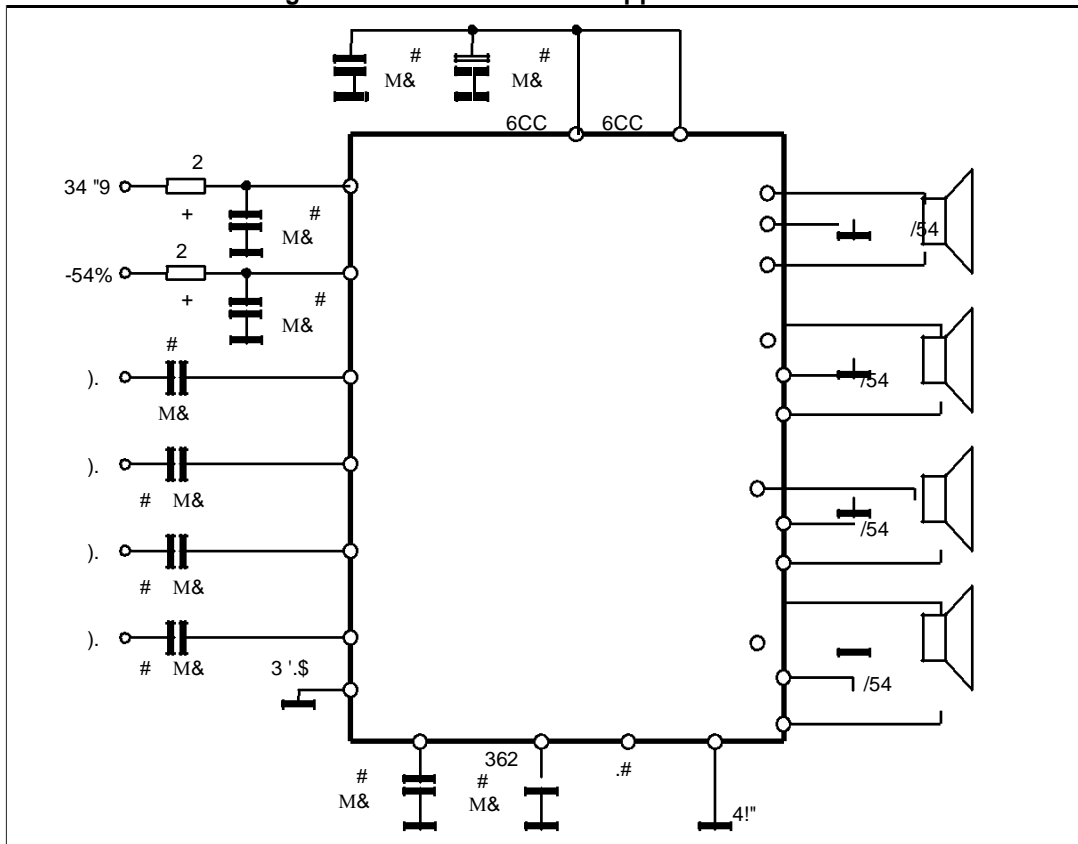 #
M&
#
M&
6CC
6CC
2
34 "9
+
#
M&
2
-54%
+
#
M&
#
).
M&
).
# M&
).
# M&
).
# M&
3 '.$
/54
/54
/54
/54
362
#
M&
#
M&
.#
4!"